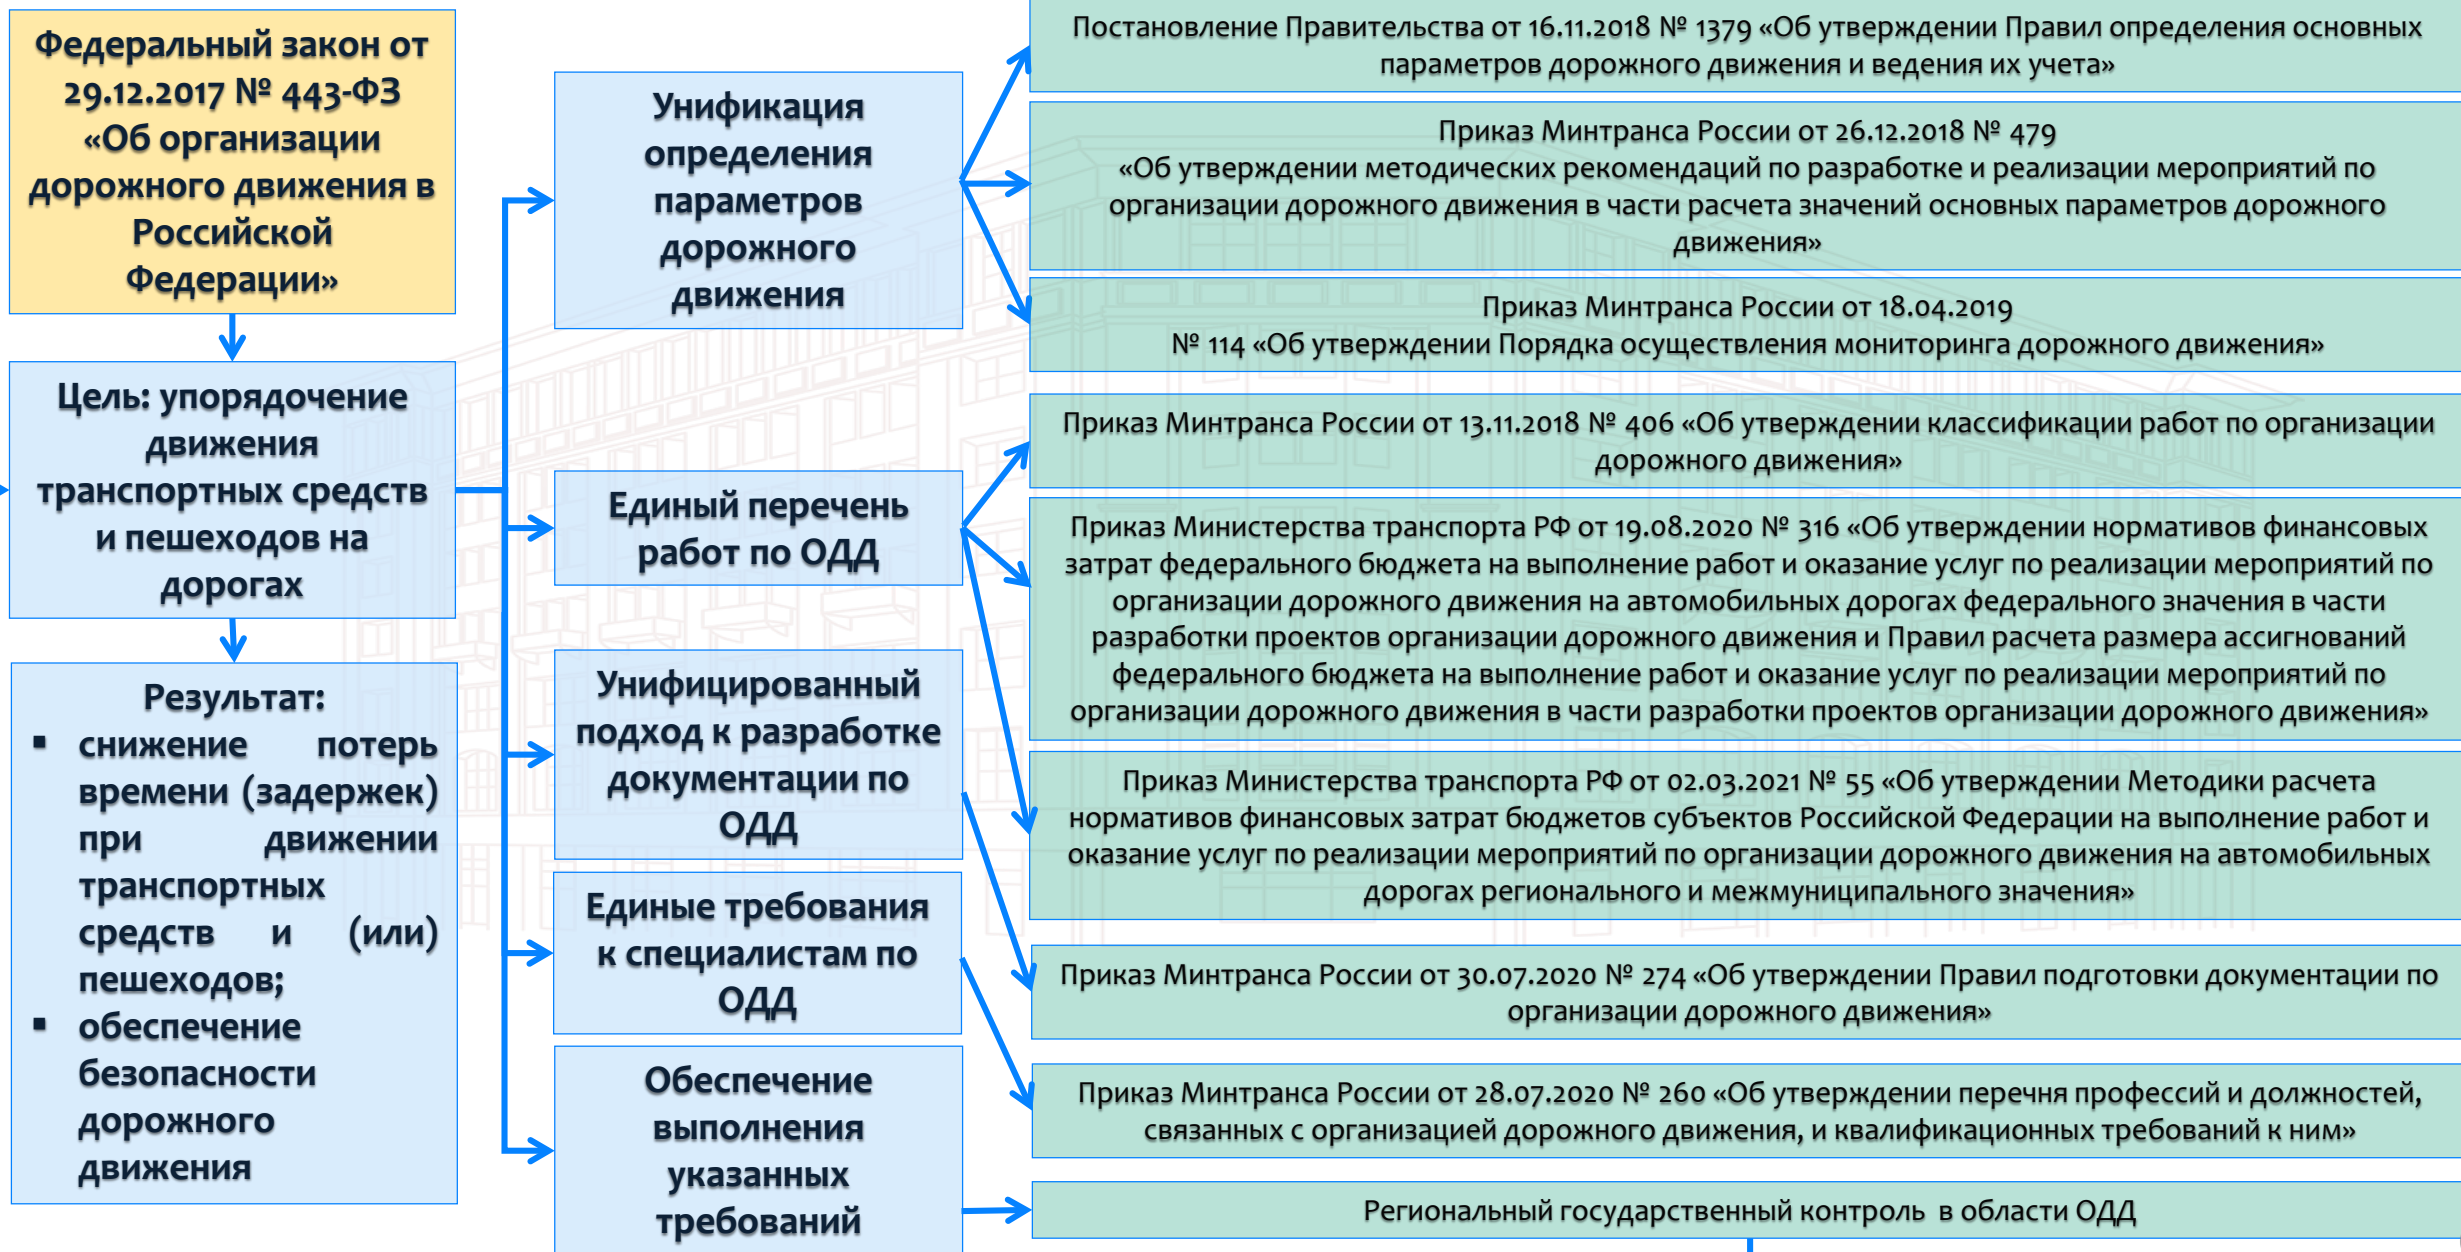 Федеральный закон от
29.12.2017 № 443-ФЗ
«Об организации
дорожного движения в
Российской
Федерации»
Цель: упорядочение
движения
транспортных средств
и пешеходов на
дорогах
Результат:
▪ снижение потерь
времени (задержек)
при движении
транспортных
средств и (или)
пешеходов;
▪ обеспечение
безопасности
дорожного
движения
Унификация
определения
параметров
дорожного
движения
Единый перечень
работ по ОДД
Унифицированный
подход к разработке
документации по
ОДД
Единые требования
к специалистам по
ОДД
Обеспечение
выполнения
указанных
требований
Постановление Правительства от 16.11.2018 № 1379 «Об утверждении Правил определения основных
параметров дорожного движения и ведения их учета»
Приказ Минтранса России от 26.12.2018 № 479
«Об утверждении методических рекомендаций по разработке и реализации мероприятий по
организации дорожного движения в части расчета значений основных параметров дорожного
движения»
Приказ Минтранса России от 18.04.2019
№ 114 «Об утверждении Порядка осуществления мониторинга дорожного движения»
Приказ Минтранса России от 13.11.2018 № 406 «Об утверждении классификации работ по организации
дорожного движения»
Приказ Министерства транспорта РФ от 19.08.2020 № 316 «Об утверждении нормативов финансовых
затрат федерального бюджета на выполнение работ и оказание услуг по реализации мероприятий по
организации дорожного движения на автомобильных дорогах федерального значения в части
разработки проектов организации дорожного движения и Правил расчета размера ассигнований
федерального бюджета на выполнение работ и оказание услуг по реализации мероприятий по
организации дорожного движения в части разработки проектов организации дорожного движения»
Приказ Министерства транспорта РФ от 02.03.2021 № 55 «Об утверждении Методики расчета
нормативов финансовых затрат бюджетов субъектов Российской Федерации на выполнение работ и
оказание услуг по реализации мероприятий по организации дорожного движения на автомобильных
дорогах регионального и межмуниципального значения»
Приказ Минтранса России от 30.07.2020 № 274 «Об утверждении Правил подготовки документации по
организации дорожного движения»
Приказ Минтранса России от 28.07.2020 № 260 «Об утверждении перечня профессий и должностей,
связанных с организацией дорожного движения, и квалификационных требований к ним»
Региональный государственный контроль в области ОДД